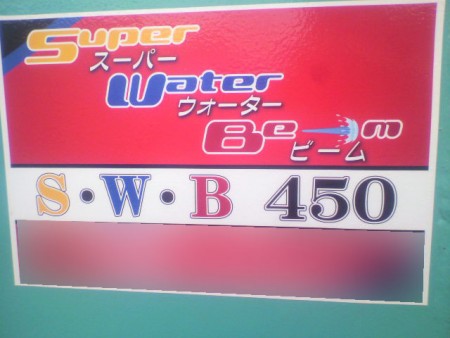 Super
スーパー
Water
ウォーター
Beam
ビーム
S・W・B 450